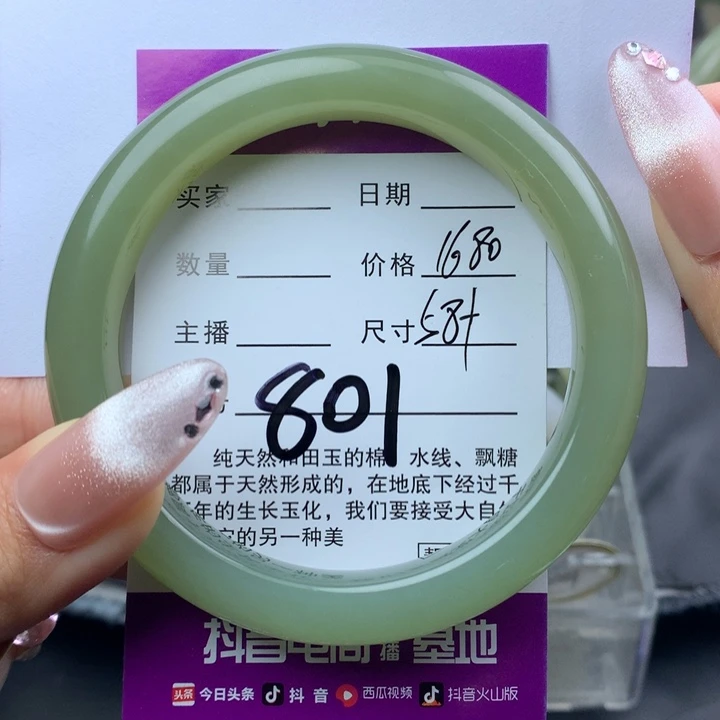 买家 日期
数量 价格 1680
主播 尺寸 58+
801
纯天然和田玉的棉 水线、飘糖
都属于天然形成的，在地底下经过千
年的生长玉化，我们要接受大自
的另一种美
抖音电商 播基地
头条 今日头条 抖音 西瓜视频 抖音火山版